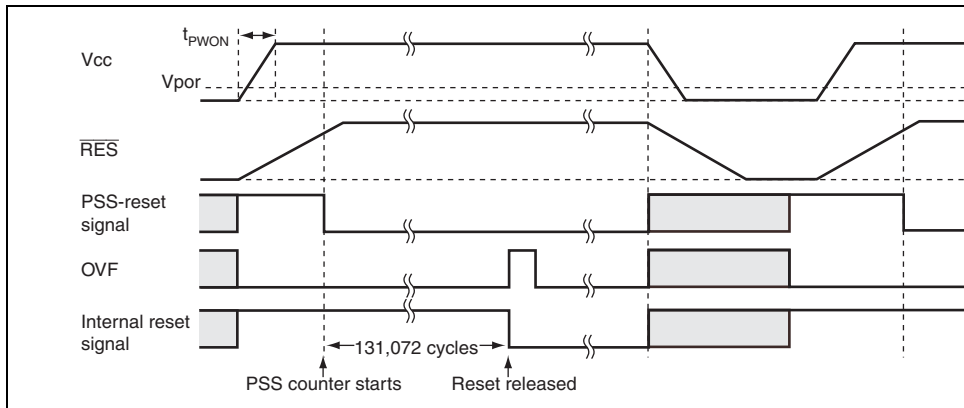 tPWON
Vcc
Vpor
RES
PSS-reset
signal
OVF
Internal reset
signal
131,072 cycles
PSS counter starts
Reset released